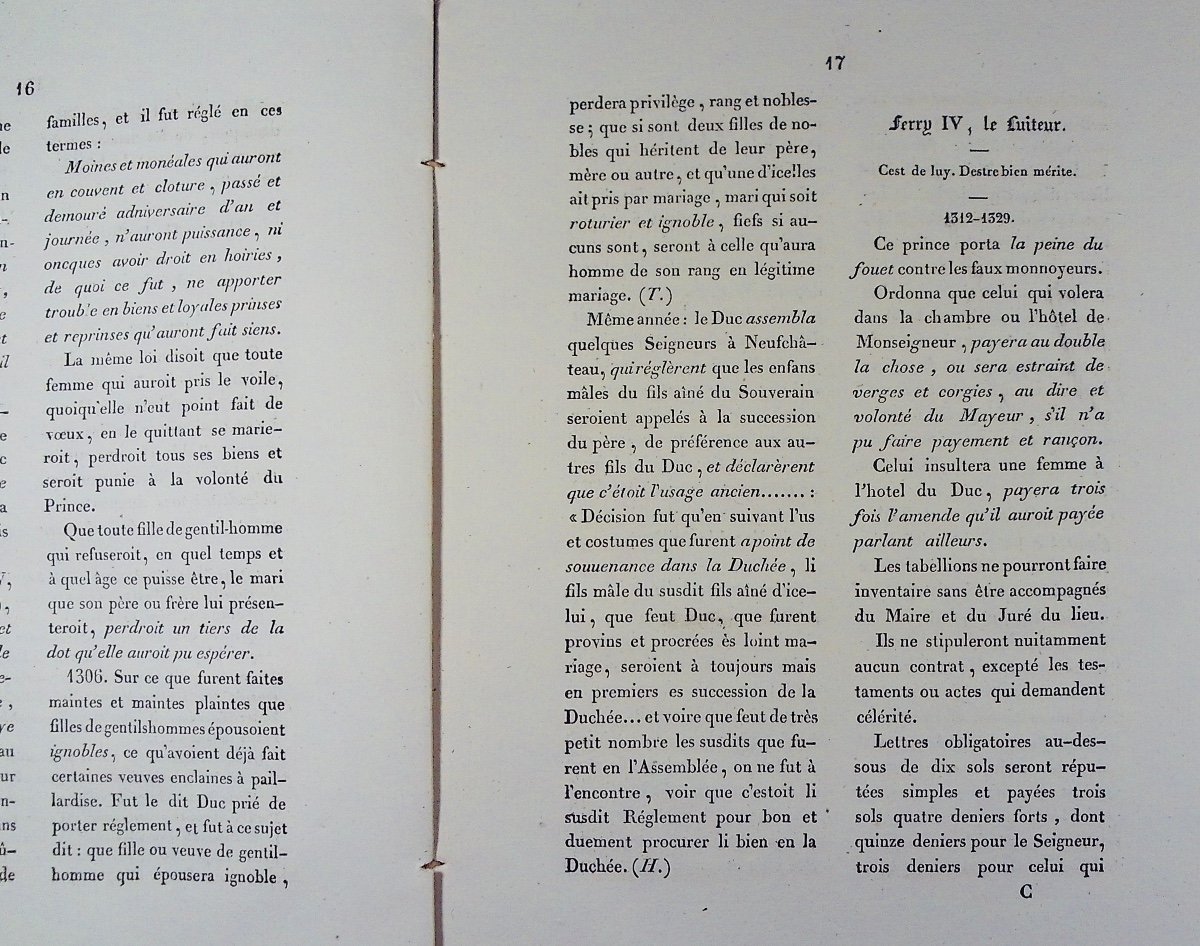 16
familles, et il fut réglé en ces
termes :
Moines et monéales qui auront
en couvent et cloture, passé et
demouré adniversaire d'an et
journée, n'auront puissance, ni
oncques avoir droit en hoiries,
de quoi ce fut, ne apporter
trouble en biens et loyales prinses
et reprinses qu'auront fait siens.
La même loi disoit que toute
femme qui auroit pris le voile,
quoiqu'elle n'eut point fait de
vœux, en le quittant se marie-
roit, perdroit tous ses biens et
seroit punie à la volonté du
Prince.
Que toute fille de gentil-homme
qui refuseroit, en quel temps et
à quel âge ce puisse être, le mari
que son père ou frère lui présen-
teroit, perdroit un tiers de la
dot qu'elle auroit pu espérer.
1306. Sur ce que furent faites
maintes et maintes plaintes que
filles de gentilshommes épousoient
ignobles, ce qu'avoient déjà fait
certaines veuves enclaines à pail-
lardise. Fut le dit Duc prié de
porter réglement, et fut à ce sujet
dit : que fille ou veuve de gentil-
homme qui épousera ignoble,
17
perdera privilège, rang et nobles-
se; que si sont deux filles de no-
bles qui héritent de leur père,
mère ou autre, et qu'une d'icelles
ait pris par mariage, mari qui soit
roturier et ignoble, fiefs si au-
cuns sont, seront à celle qu'aura
homme de son rang en légitime
mariage. (T.)
Même année : le Duc assembla
quelques Seigneurs à Neufchâ-
teau, qui réglèrent que les enfans
mâles du fils aîné du Souverain
seroient appelés à la succession
du père, de préférence aux au-
tres fils du Duc, et déclarèrent
que c'étoit l'usage ancien....... :
« Décision fut qu'en suivant l'us
et costumes que furent apoint de
souuenance dans la Duchée, li
fils mâle du susdit fils aîné d'ice-
lui, que feut Duc, que furent
provins et procrées ès loint ma-
riage, seroient à toujours mais
en premiers es succession de la
Duchée... et voire que feut de très
petit nombre les susdits que fu-
rent en l'Assemblée, on ne fut à
l'encontre, voir que c'estoit li
susdit Réglement pour bon et
duement procurer li bien en la
Duchée. (H.)
Ferry IV, le Luiteur.
Cest de luy. Destre bien mérite.
1312-1329.
Ce prince porta la peine du
fouet contre les faux monnoyeurs.
Ordonna que celui qui volera
dans la chambre ou l'hôtel de
Monseigneur, payera au double
la chose, ou sera estraint de
verges et corgies, au dire et
volonté du Mayeur, s'il n'a
pu faire payement et rançon.
Celui insultera une femme à
l'hotel du Duc, payera trois
fois l'amende qu'il auroit payée
parlant ailleurs.
Les tabellions ne pourront faire
inventaire sans être accompagnés
du Maire et du Juré du lieu.
Ils ne stipuleront nuitamment
aucun contrat, excepté les tes-
taments ou actes qui demandent
célérité.
Lettres obligatoires au-des-
sous de dix sols seront répu-
tées simples et payées trois
sols quatre deniers forts, dont
quinze deniers pour le Seigneur,
trois deniers pour celui qui
C